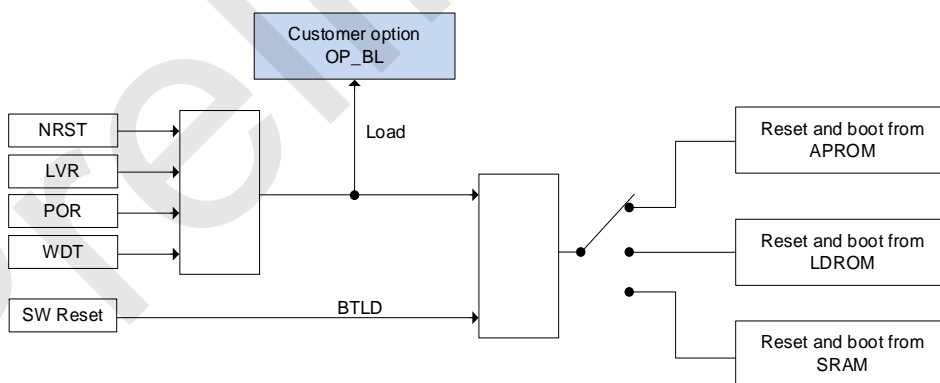 Customer option
OP_BL
NRST
LVR
POR
WDT
SW Reset
Load
BTLD
Reset and boot from
APROM
Reset and boot from
LDROM
Reset and boot from
SRAM